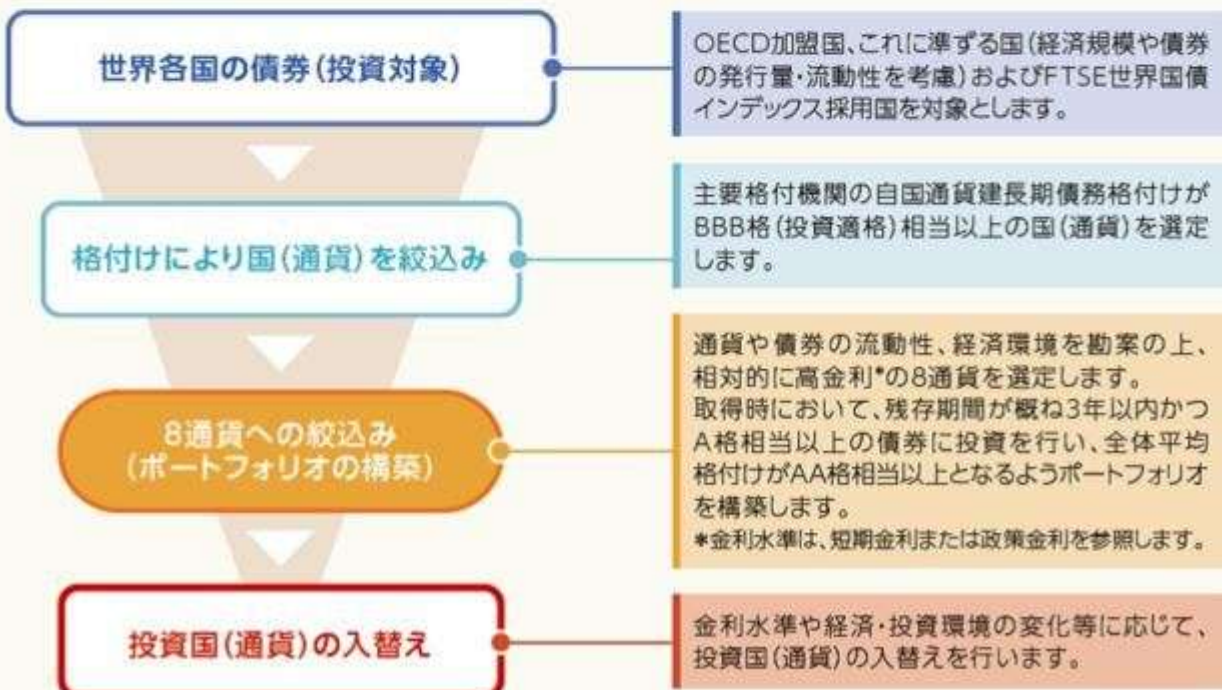 世界各国の債券(投資対象)
OECD加盟国、これに準ずる国(経済規模や債券
の発行量・流動性を考慮)およびFTSE世界国債
インデックス採用国を対象とします。
格付けにより国(通貨)を絞込み
主要格付機関の自国通貨建長期債務格付けが
BBB格(投資適格)相当以上の国(通貨)を選定
します。
8通貨への絞込み
(ポートフォリオの構築)
通貨や債券の流動性、経済環境を勘案の上、
相対的に高金利*の8通貨を選定します。
取得時において、残存期間が概ね3年以内かつ
A格相当以上の債券に投資を行い、全体平均
格付けがAA格相当以上となるようポートフォリオ
を構築します。
*金利水準は、短期金利または政策金利を参照します。
投資国(通貨)の入替え
金利水準や経済・投資環境の変化等に応じて、
投資国(通貨)の入替えを行います。